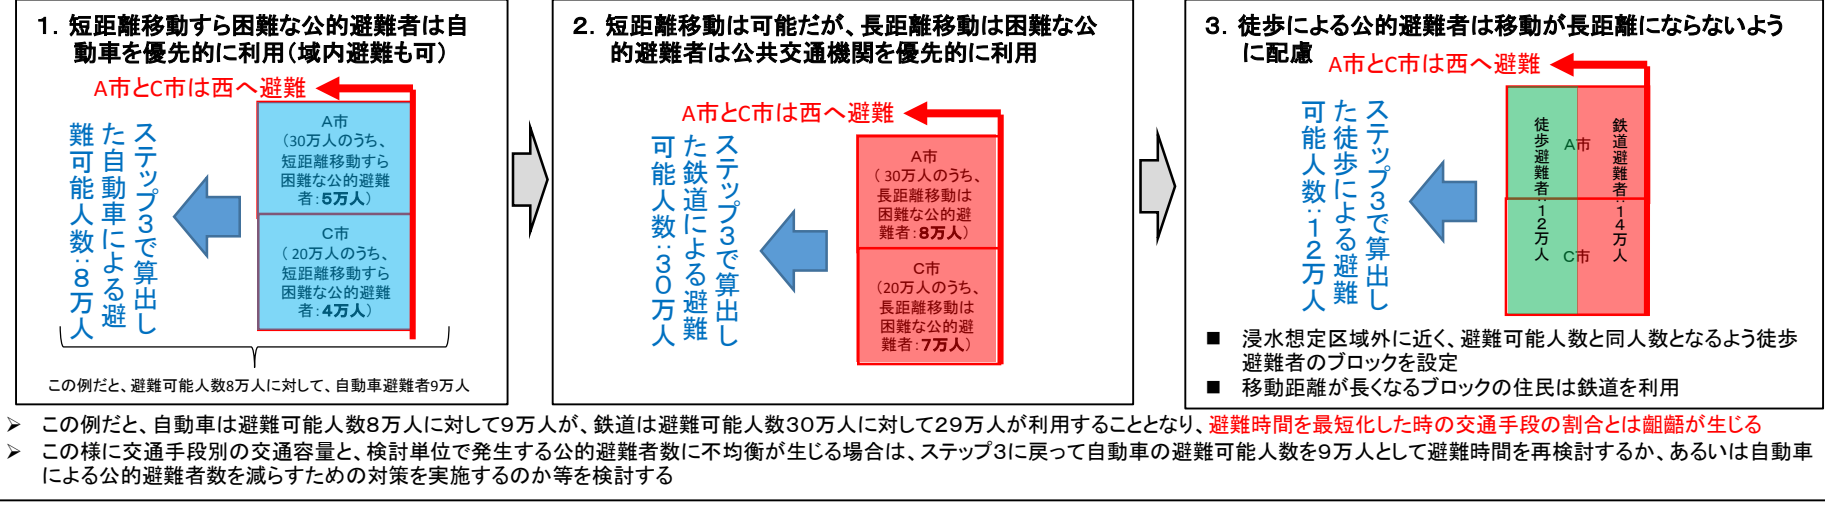 1．短距離移動すら困難な公的避難者は自
動車を優先的に利用（域内避難も可）
A市とC市は西へ避難
A市
（30万人のうち、
短距離移動すら
困難な公的避難
者：5万人）
C市
（ 20万人のうち、
短距離移動すら
困難な公的避難
者：4万人）
ステップ3で算出し
た自動車による避
難可能人数：8万人
この例だと、避難可能人数8万人に対して、自動車避難者9万人
2．短距離移動は可能だが、長距離移動は困難な公
的避難者は公共交通機関を優先的に利用
A市とC市は西へ避難
A市
（ 30万人のうち、
長距離移動は
困難な公的避
難者：8万人）
C市
（20万人のうち、
長距離移動は
困難な公的避
難者：7万人）
ステップ3で算出し
た鉄道による避難
可能人数：30万人
3．徒歩による公的避難者は移動が長距離にならないよう
に配慮
A市とC市は西へ避難
ステップ3で算出し
た徒歩による避難
可能人数：12万人
徒歩避難者：12万人
A市
C市
鉄道避難者：14万人
■ 浸水想定区域外に近く、避難可能人数と同人数となるよう徒歩
避難者のブロックを設定
■ 移動距離が長くなるブロックの住民は鉄道を利用
➢ この例だと、自動車は避難可能人数8万人に対して9万人が、鉄道は避難可能人数30万人に対して29万人が利用することとなり、避難時間を最短化した時の交通手段の割合とは齟齬が生じる
➢ この様に交通手段別の交通容量と、検討単位で発生する公的避難者数に不均衡が生じる場合は、ステップ3に戻って自動車の避難可能人数を9万人として避難時間を再検討するか、あるいは自動車
による公的避難者数を減らすための対策を実施するのか等を検討する